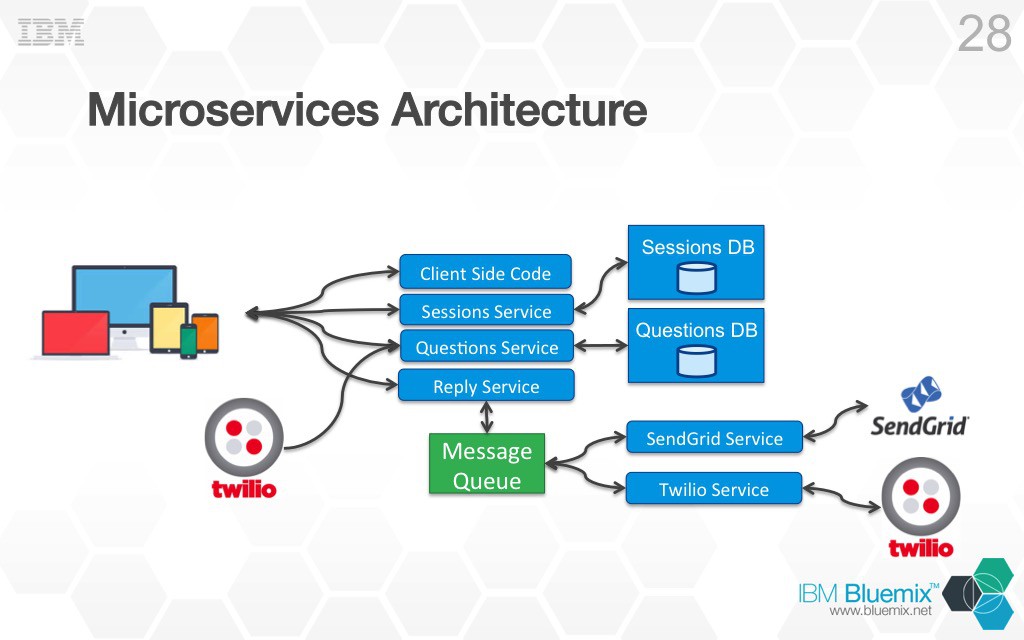 IBM
28
Microservices Architecture
Client Side Code
Sessions Service
Questions Service
Reply Service
Sessions DB
Questions DB
twilio
Message
Queue
SendGrid Service
Twilio Service
SendGrid
twilio
IBM Bluemix™
www.bluemix.net